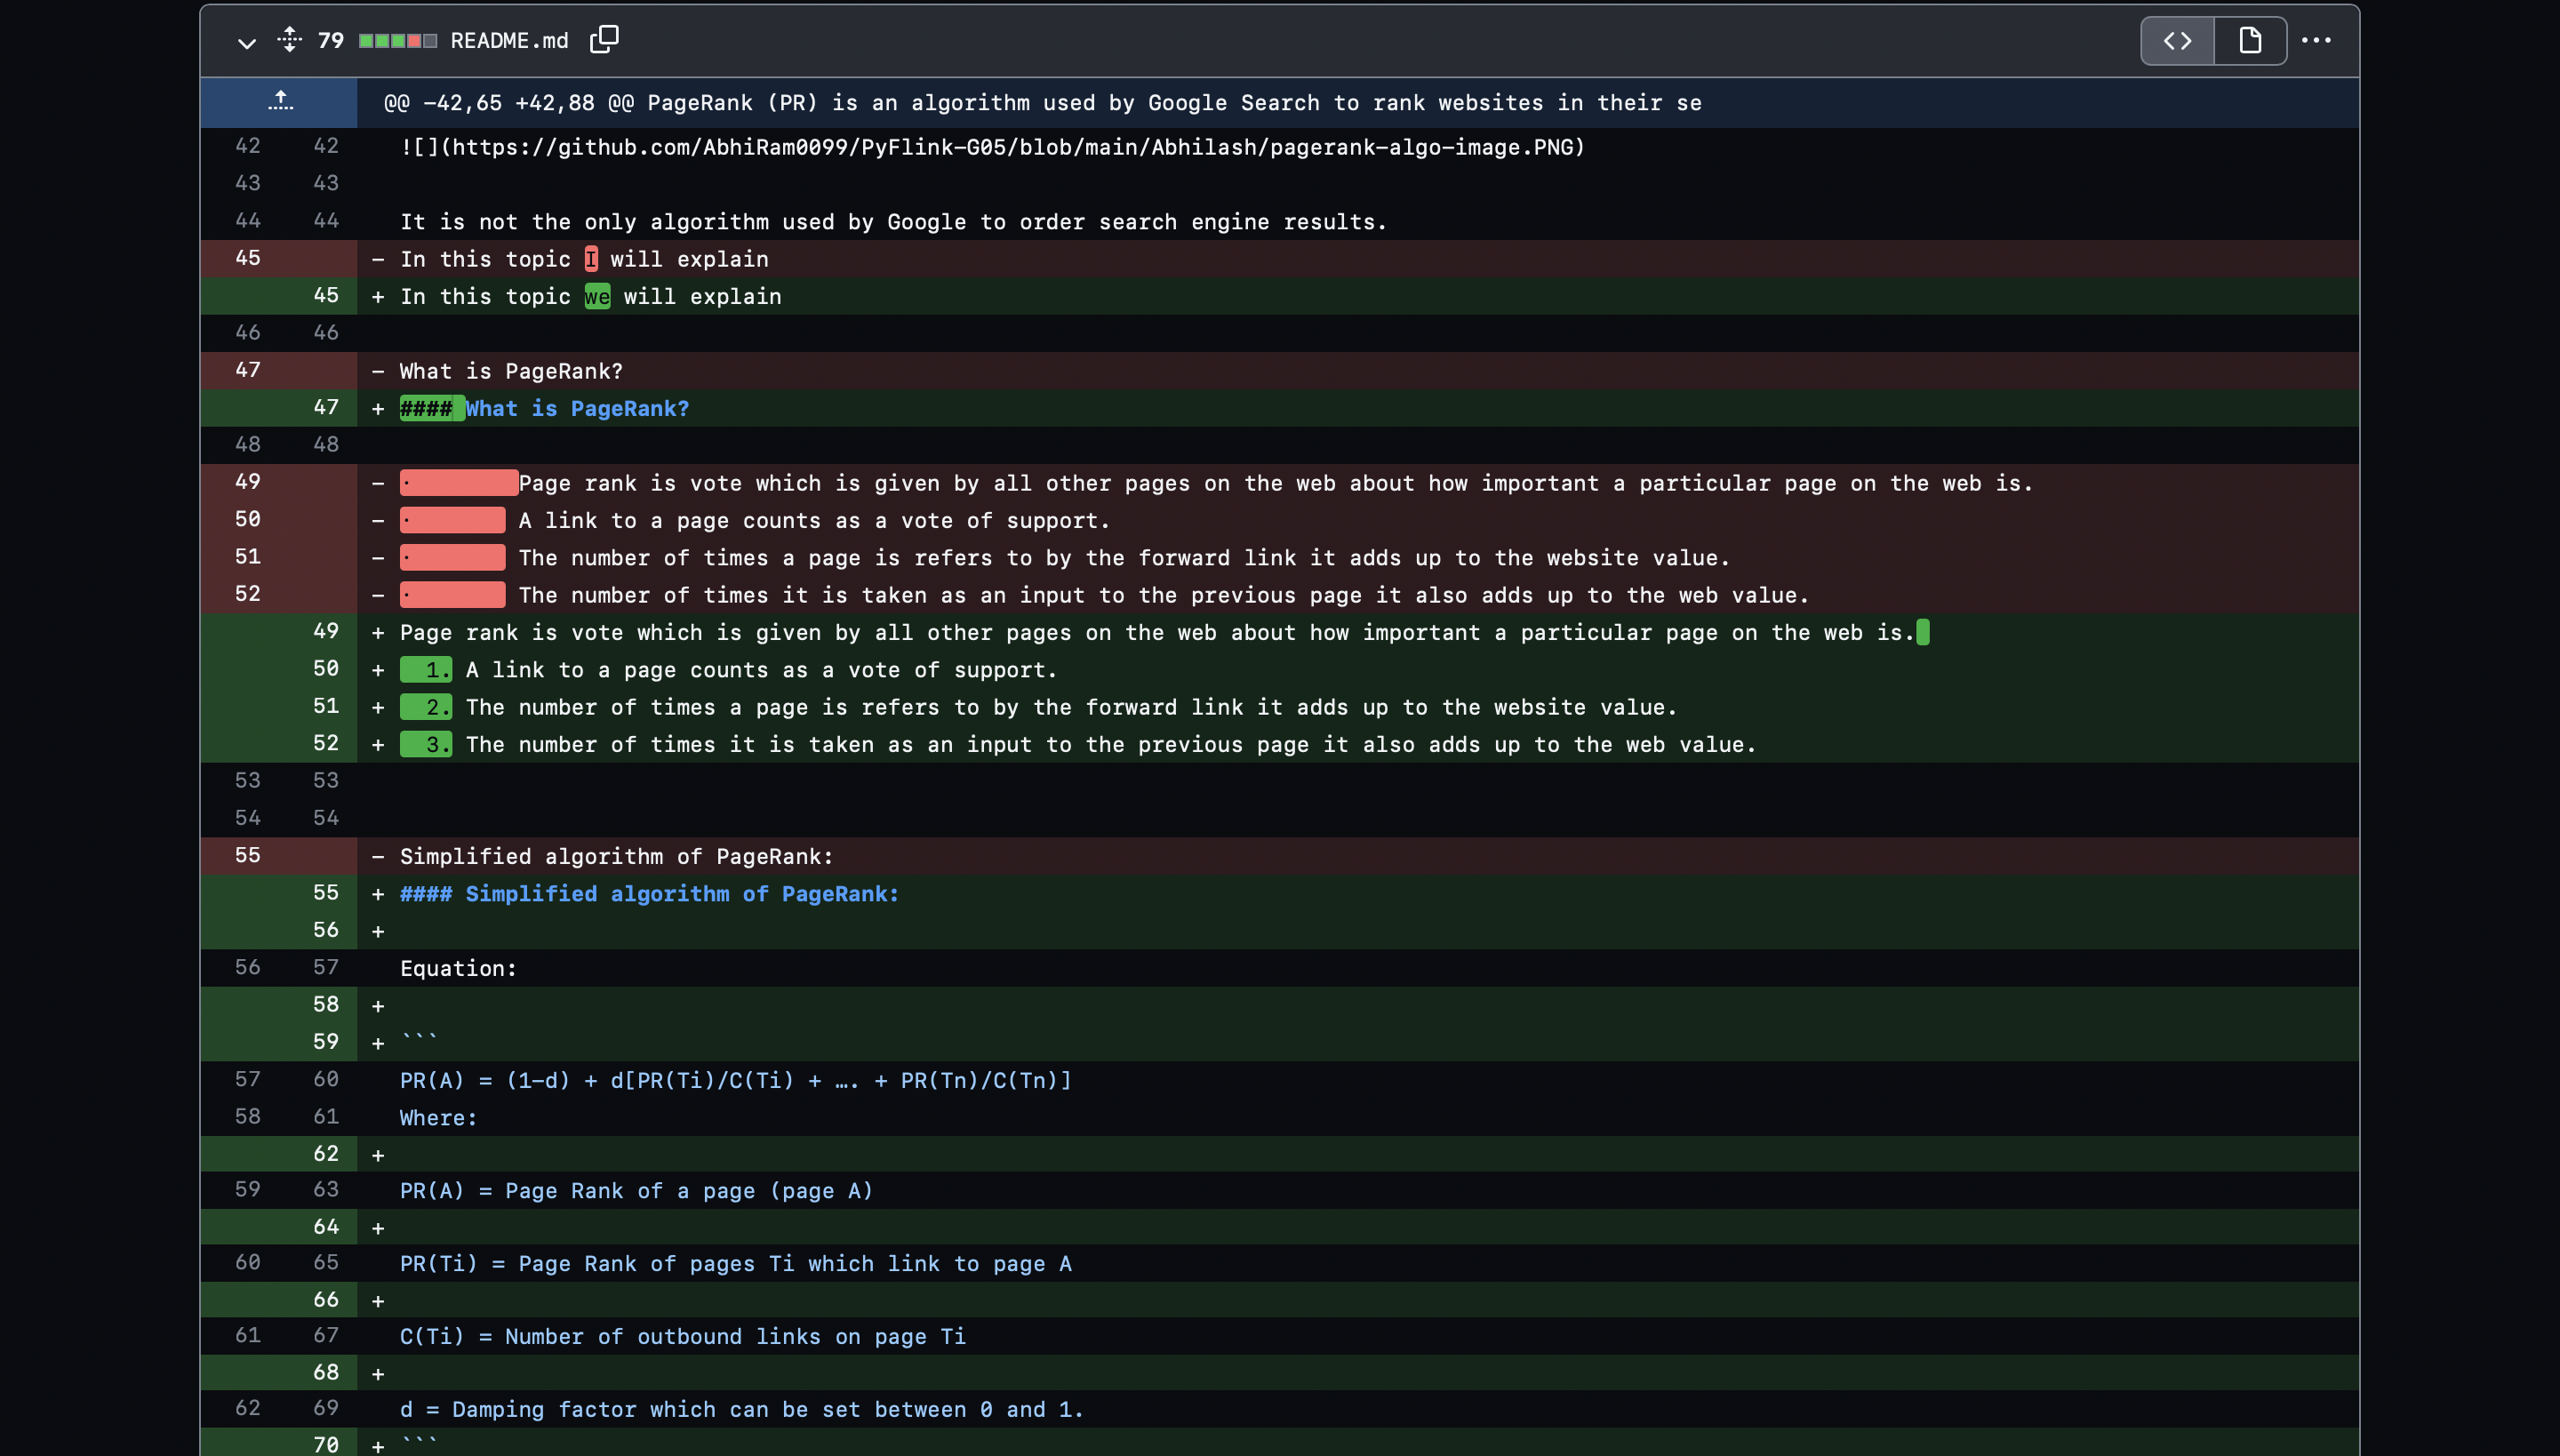 79 README.md
@@ -42,65 +42,88 @@ PageRank (PR) is an algorithm used by Google Search to rank websites in their se
42 42 ![](https://github.com/AbhiRam0099/PyFlink-G05/blob/main/Abhilash/pagerank-algo-image.PNG)
43 43
44 44 It is not the only algorithm used by Google to order search engine results.
45 - In this topic I will explain
45 + In this topic we will explain
46 46
47 - What is PageRank?
47 + #### What is PageRank?
48 48
49 - · Page rank is vote which is given by all other pages on the web about how important a particular page on the web is.
50 - · A link to a page counts as a vote of support.
51 - · The number of times a page is refers to by the forward link it adds up to the website value.
52 - · The number of times it is taken as an input to the previous page it also adds up to the web value.
49 + Page rank is vote which is given by all other pages on the web about how important a particular page on the web is.
50 + 1. A link to a page counts as a vote of support.
51 + 2. The number of times a page is refers to by the forward link it adds up to the website value.
52 + 3. The number of times it is taken as an input to the previous page it also adds up to the web value.
53 53
54 54
55 - Simplified algorithm of PageRank:
55 + #### Simplified algorithm of PageRank:
56 +
56 57 Equation:
58 +
59 + ```
57 60 PR(A) = (1-d) + d[PR(Ti)/C(Ti) + …. + PR(Tn)/C(Tn)]
58 61 Where:
62 +
59 63 PR(A) = Page Rank of a page (page A)
64 +
60 65 PR(Ti) = Page Rank of pages Ti which link to page A
66 +
61 67 C(Ti) = Number of outbound links on page Ti
68 +
62 69 d = Damping factor which can be set between 0 and 1.
70 + ```